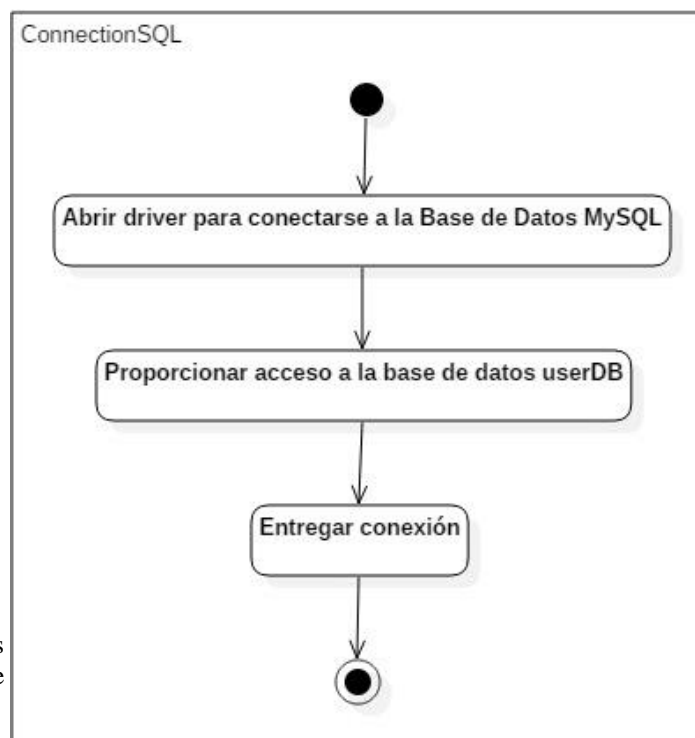 ConnectionSQL
Abrir driver para conectarse a la Base de Datos MySQL
Proporcionar acceso a la base de datos userDB
Entregar conexión
s
e